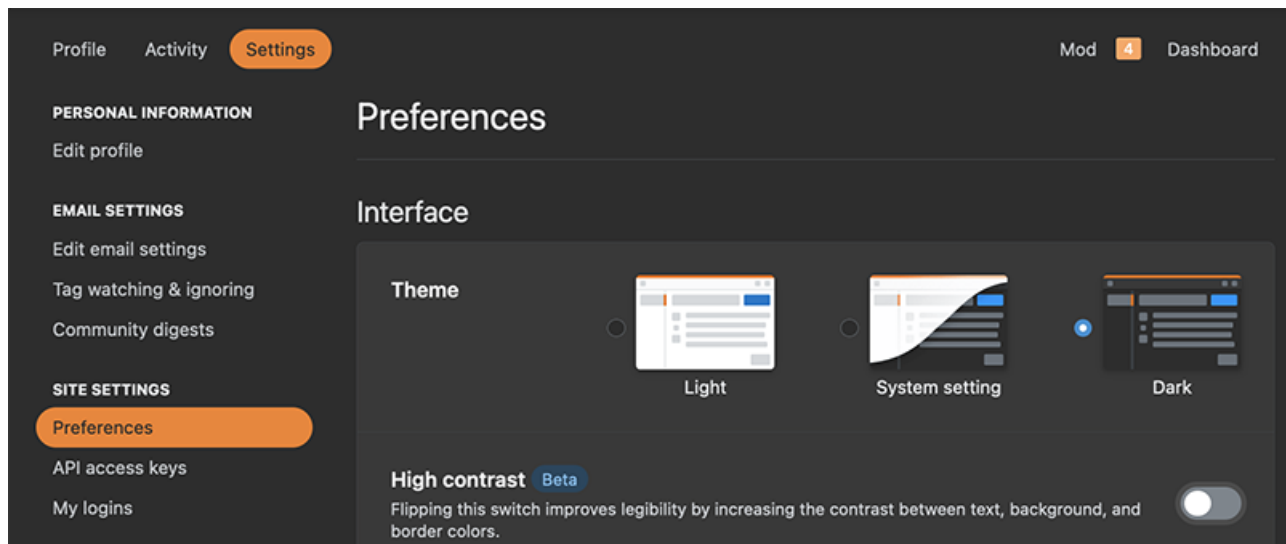 Profile Activity Settings Mod 4 Dashboard
PERSONAL INFORMATION
Edit profile
EMAIL SETTINGS
Edit email settings
Tag watching & ignoring
Community digests
SITE SETTINGS
Preferences
API access keys
My logins
Preferences
Interface
Theme
Light System setting Dark
High contrast Beta
Flipping this switch improves legibility by increasing the contrast between text, background, and
border colors.